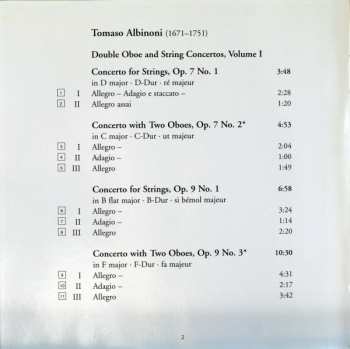 Tomaso Albinoni (1671–1751)
Double Oboe and String Concertos, Volume 1
Concerto for Strings, Op. 7 No. 1 3:48
in D major · D-Dur · ré majeur
1 I Allegro – Adagio e staccato – 2:28
2 II Allegro assai 1:20
Concerto with Two Oboes, Op. 7 No. 2* 4:53
in C major · C-Dur · ut majeur
3 I Allegro – 2:04
4 II Adagio – 1:00
5 III Allegro 1:49
Concerto for Strings, Op. 9 No. 1 6:58
in B flat major · B-Dur · si bémol majeur
6 I Allegro – 3:24
7 II Adagio – 1:14
8 III Allegro 2:20
Concerto with Two Oboes, Op. 9 No. 3* 10:30
in F major · F-Dur · fa majeur
9 I Allegro – 4:31
10 II Adagio – 2:17
11 III Allegro 3:42
2